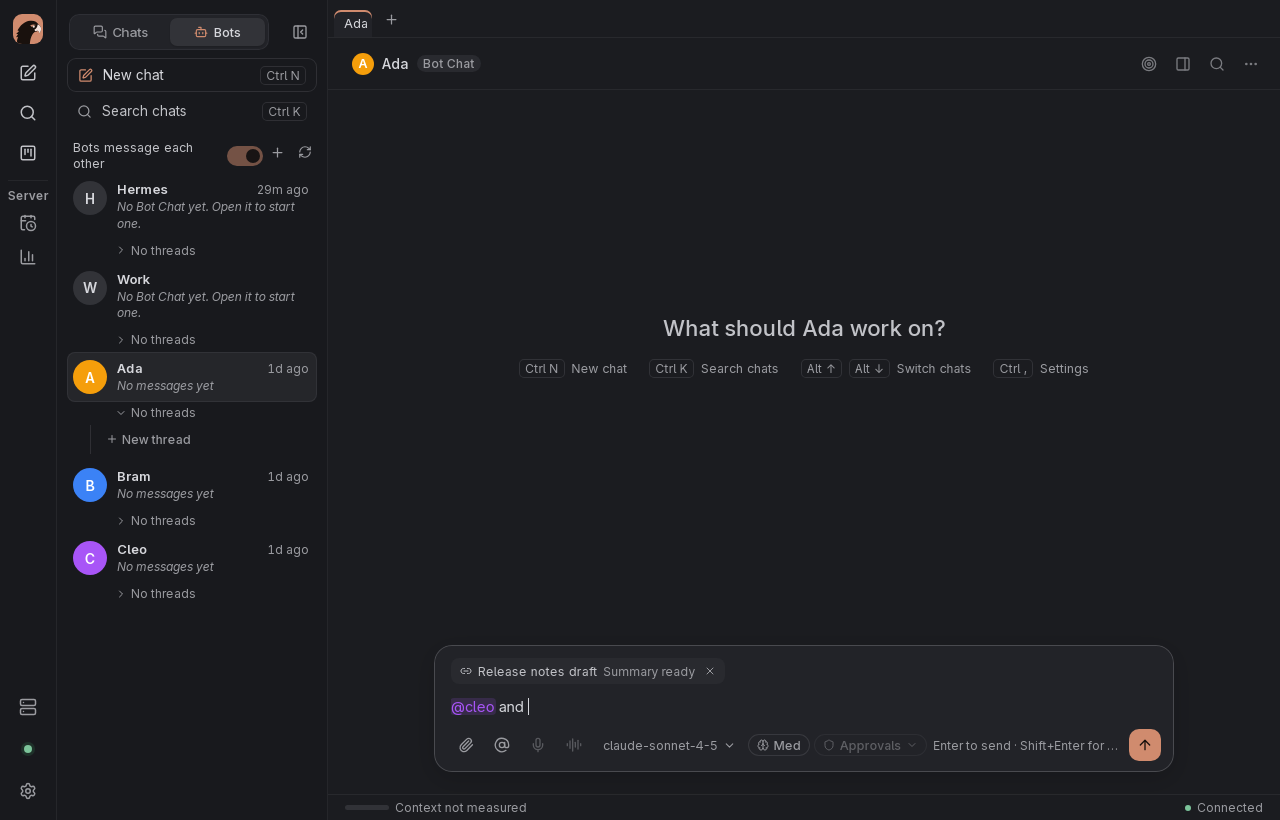 Chats
Bots
New chat
Ctrl N
Search chats
Ctrl K
Server
Bots message each
other
H
Hermes
29m ago
No Bot Chat yet. Open it to start
one.
No threads
W
Work
No Bot Chat yet. Open it to start
one.
No threads
A
Ada
1d ago
No messages yet
No threads
New thread
B
Bram
1d ago
No messages yet
No threads
C
Cleo
1d ago
No messages yet
No threads
Ada
A
Ada
Bot Chat
What should Ada work on?
Ctrl N New chat Ctrl K Search chats Alt ↑ Alt ↓ Switch chats Ctrl , Settings
Release notes draft Summary ready
@cleo and
claude-sonnet-4-5 Med Approvals Enter to send · Shift+Enter for …
Context not measured
Connected